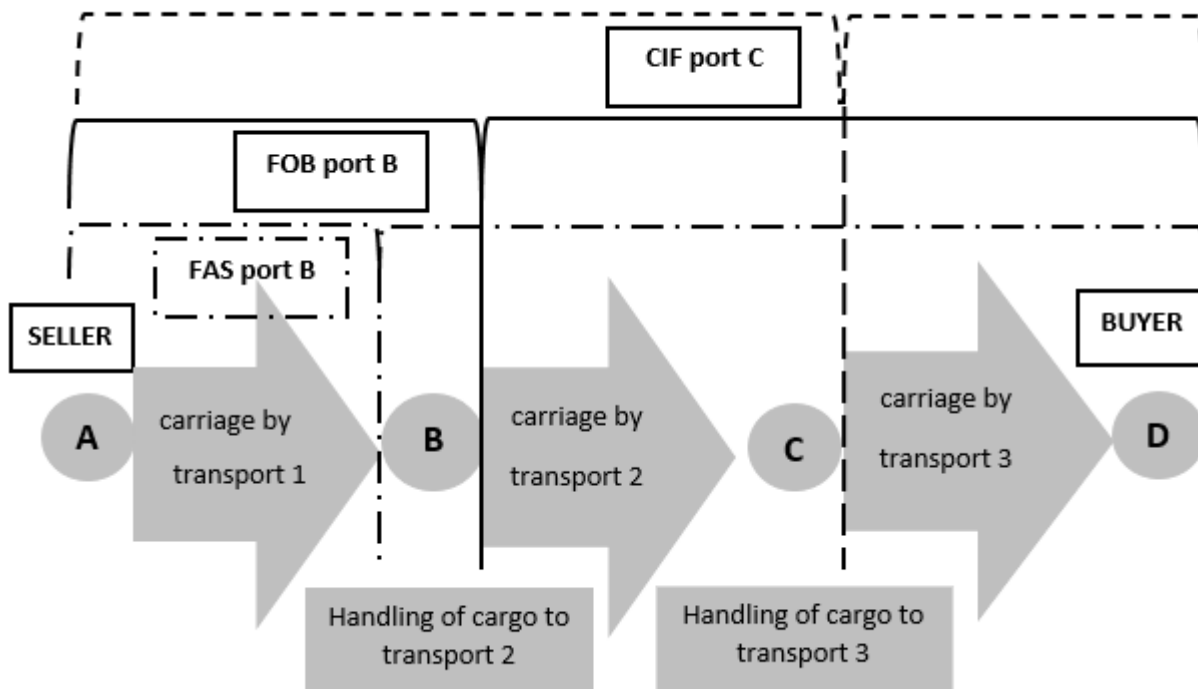 CIF port C
FOB port B
FAS port B
SELLER
BUYER
A
carriage by
transport 1
B
carriage by
transport 2
C
carriage by
transport 3
D
Handling of cargo to
transport 2
Handling of cargo to
transport 3